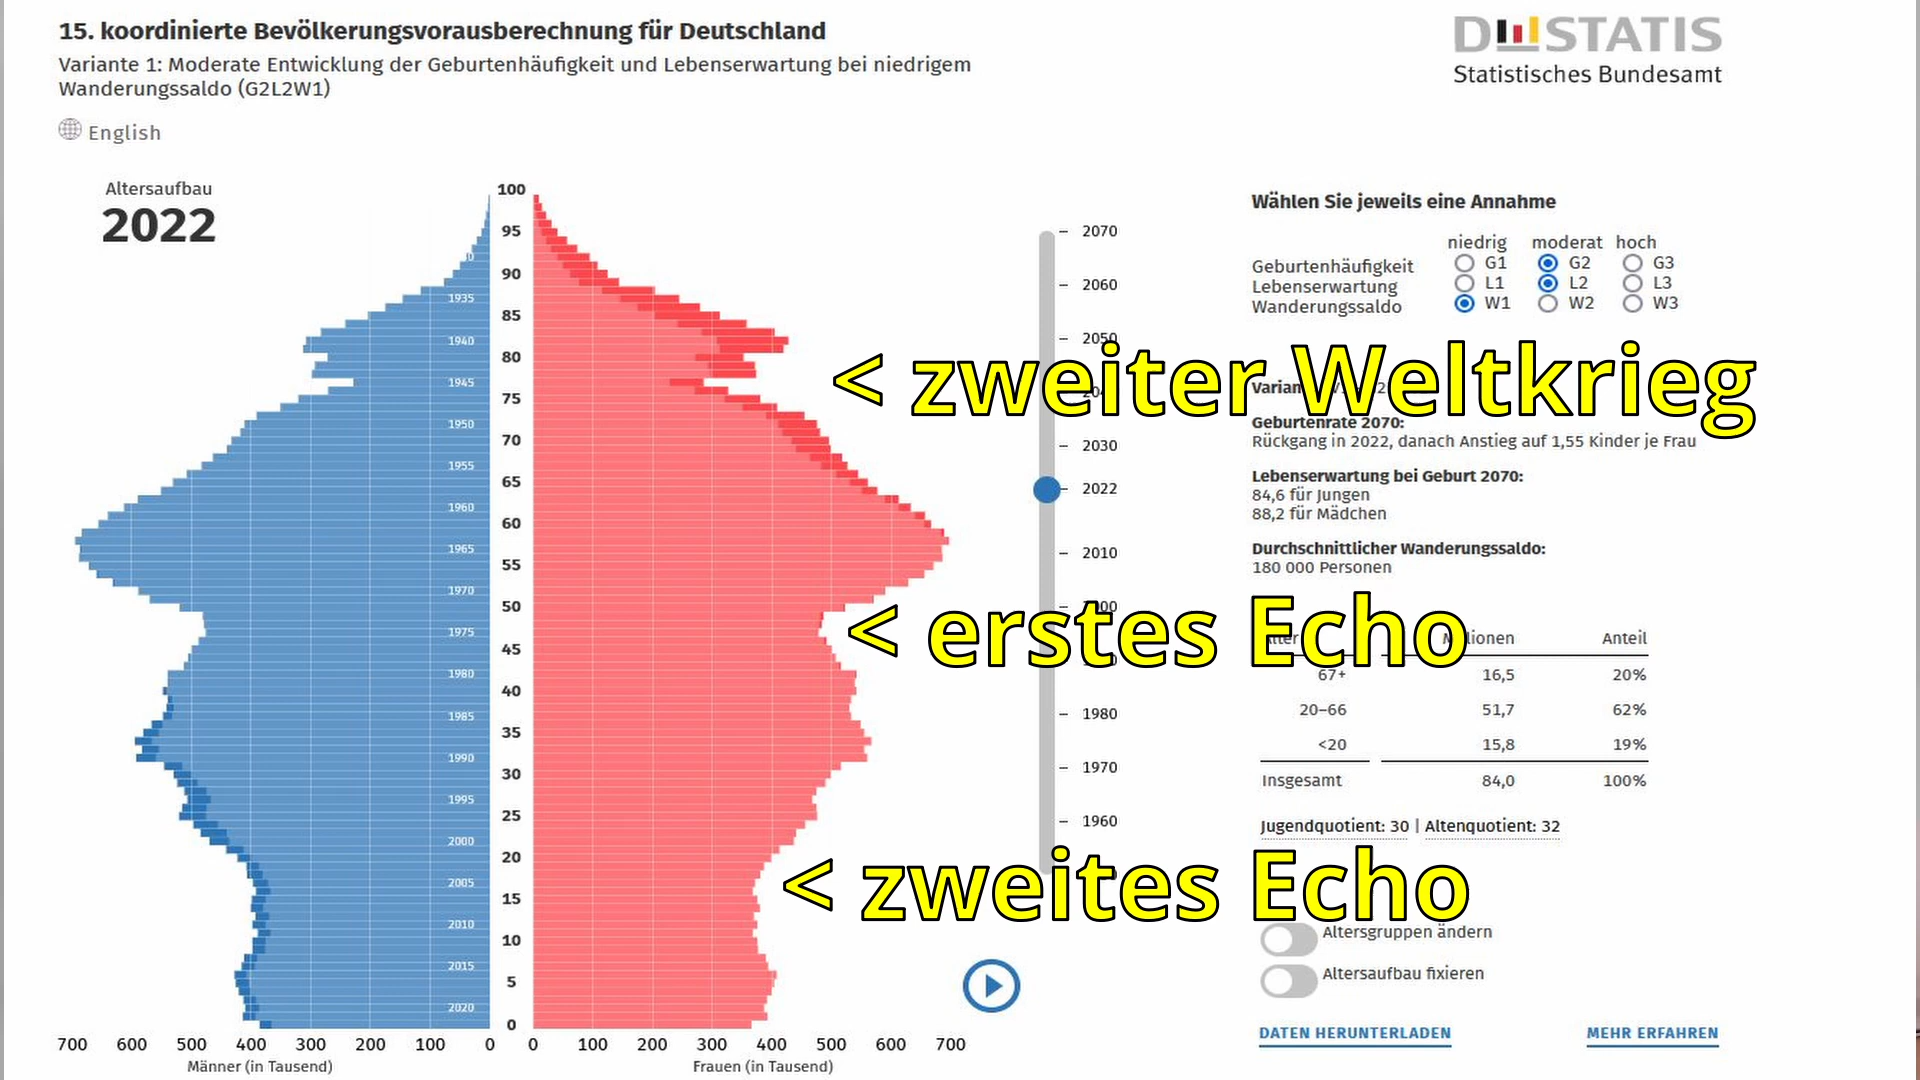 15. koordinierte Bevölkerungsvorausberechnung für Deutschland
Variante 1: Moderate Entwicklung der Geburtenhäufigkeit und Lebenserwartung bei niedrigem
Wanderungssaldo (G2L2W1)
English
DESTATIS
Statistisches Bundesamt
Altersaufbau
2022
100
95
90
85
80
75
70
65
60
55
50
45
40
35
30
25
20
15
10
5
0
1935
1940
1945
1950
1955
1960
1965
1970
1975
1980
1985
1990
1995
2000
2005
2010
2015
2020
700 600 500 400 300 200 100 0
Männer (in Tausend)
0 100 200 300 400 500 600 700
Frauen (in Tausend)
2070
2060
2050
2030
2022
2010
1980
1970
1960
< zweiter Weltkrieg
< erstes Echo
< zweites Echo
Wählen Sie jeweils eine Annahme
niedrig moderat hoch
Geburtenhäufigkeit G1 G2 G3
Lebenserwartung L1 L2 L3
Wanderungssaldo W1 W2 W3
Geburtenrate 2070:
Rückgang in 2022, danach Anstieg auf 1,55 Kinder je Frau
Lebenserwartung bei Geburt 2070:
84,6 für Jungen
88,2 für Mädchen
Durchschnittlicher Wanderungssaldo:
180 000 Personen
Alter Millionen Anteil
67+ 16,5 20%
20–66 51,7 62%
<20 15,8 19%
Insgesamt 84,0 100%
Jugendquotient: 30 | Altenquotient: 32
Altersgruppen ändern
Altersaufbau fixieren
DATEN HERUNTERLADEN
MEHR ERFAHREN